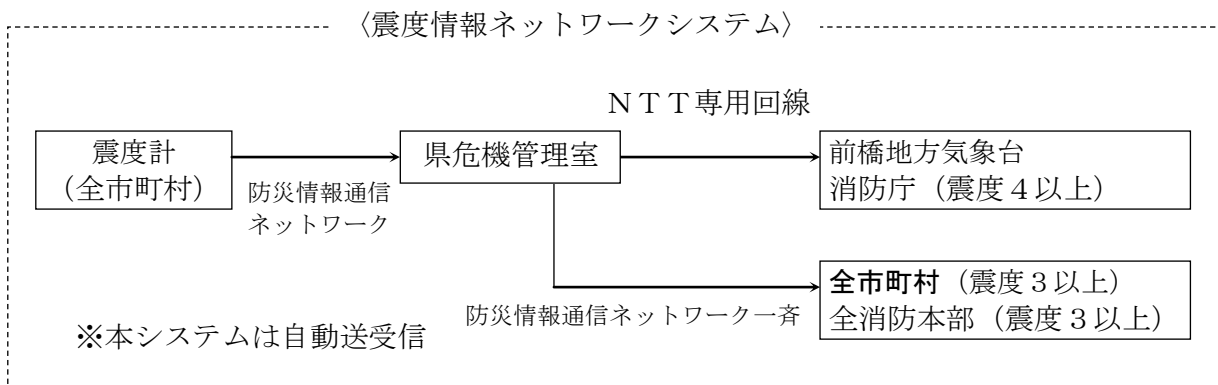 〈震度情報ネットワークシステム〉
ＮＴＴ専用回線
震度計
（全市町村）
防災情報通信
ネットワーク
県危機管理室
前橋地方気象台
消防庁（震度４以上）
全市町村（震度３以上）
全消防本部（震度３以上）
防災情報通信ネットワーク一斉
※本システムは自動送受信